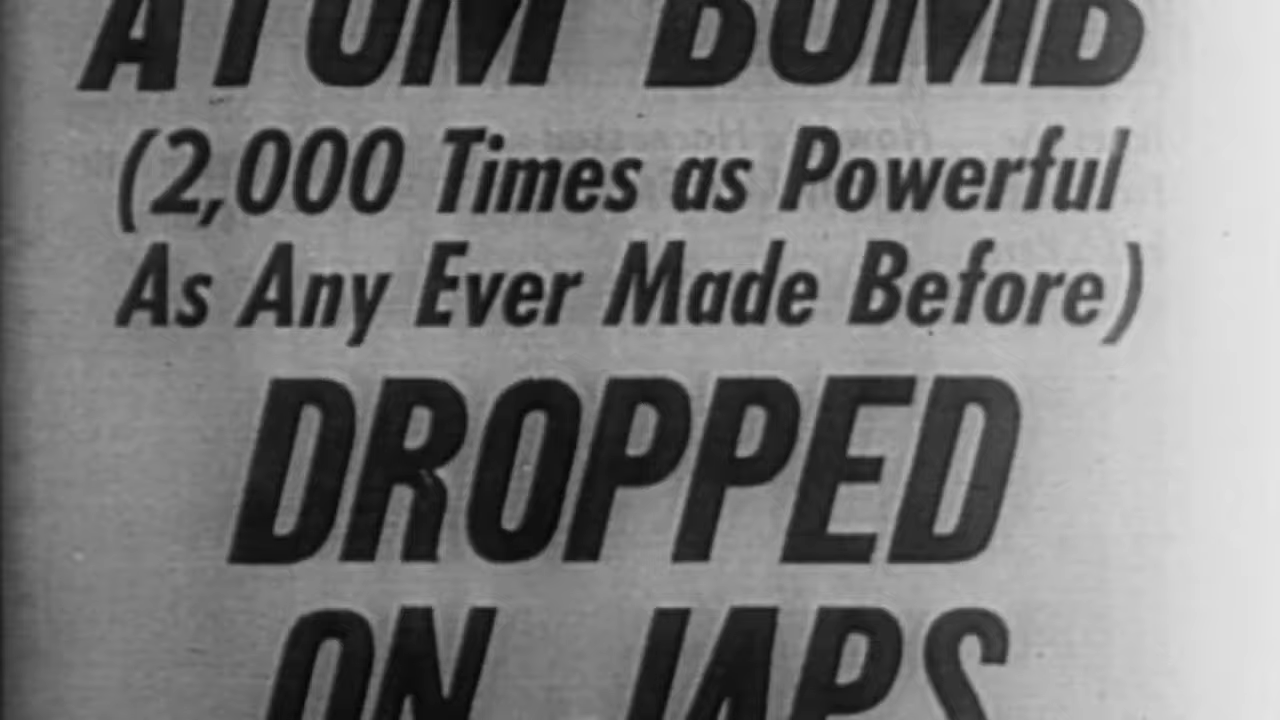 ATOM BOMB
(2,000 Times as Powerful
As Any Ever Made Before)
DROPPED
ON JAPS